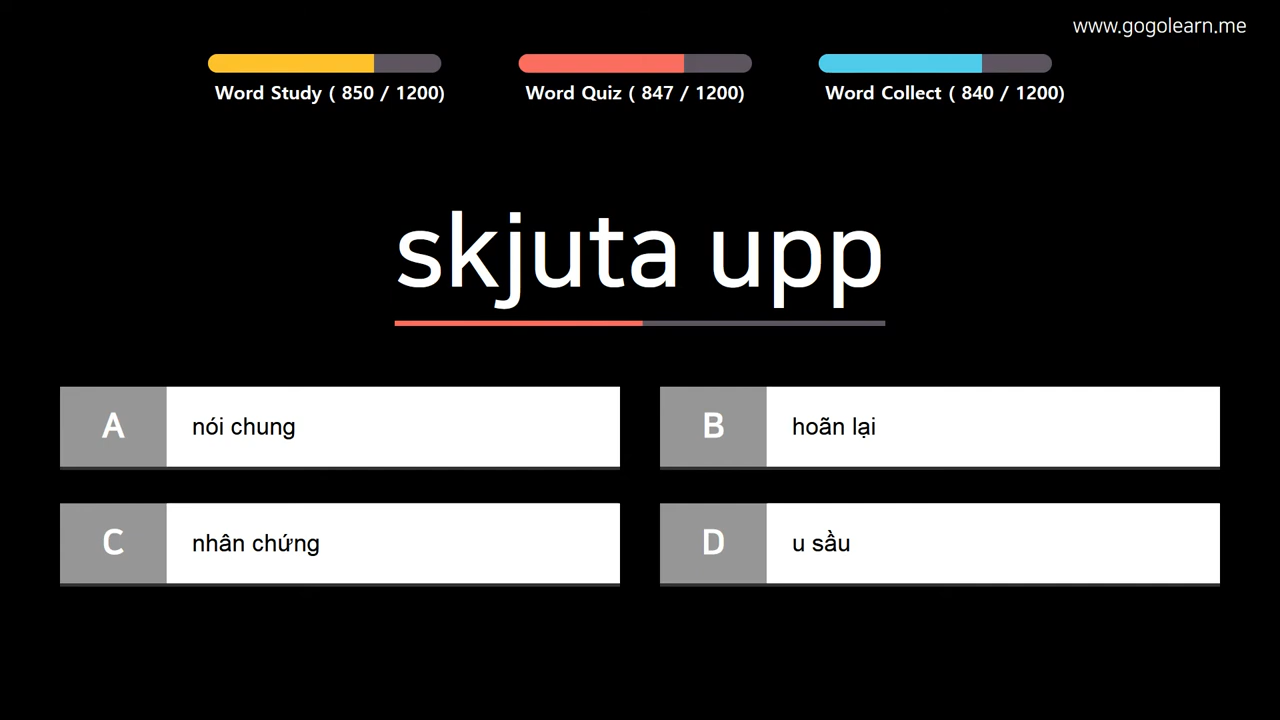 www.gogolearn.me
Word Study ( 850 / 1200)
Word Quiz ( 847 / 1200)
Word Collect ( 840 / 1200)
skjuta upp
A
nói chung
B
hoãn lại
C
nhân chứng
D
u sầu